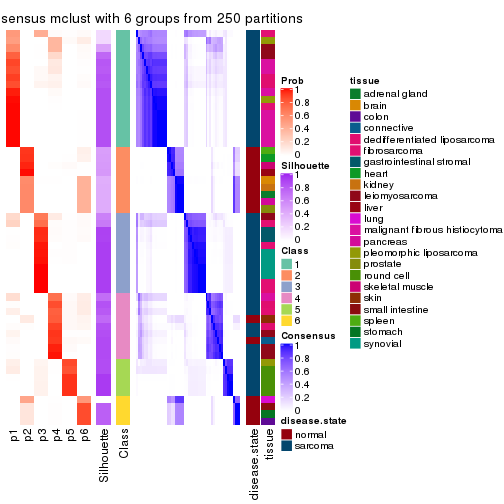 sensus mclust with 6 groups from 250 partitions
p1
p2
p3
p4
p5
p6
Silhouette
Class
disease.state
tissue
Prob
1
0.8
0.6
0.4
0.2
0
Silhouette
1
0.8
0.6
0.4
0.2
0
Class
1
2
3
4
5
6
Consensus
1
0.8
0.6
0.4
0.2
0
disease.state
normal
sarcoma
tissue
adrenal gland
brain
colon
connective
dedifferentiated liposarcoma
fibrosarcoma
gastrointestinal stromal
heart
kidney
leiomyosarcoma
liver
lung
malignant fibrous histiocytoma
pancreas
pleomorphic liposarcoma
prostate
round cell
skeletal muscle
skin
small intestine
spleen
stomach
synovial